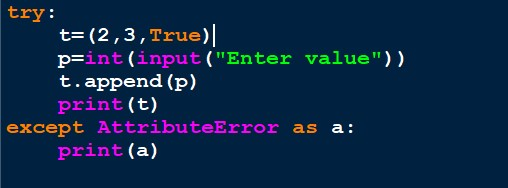 try:
    t=(2,3,True)
    p=int(input("Enter value"))
    t.append(p)
    print(t)
except AttributeError as a:
    print(a)